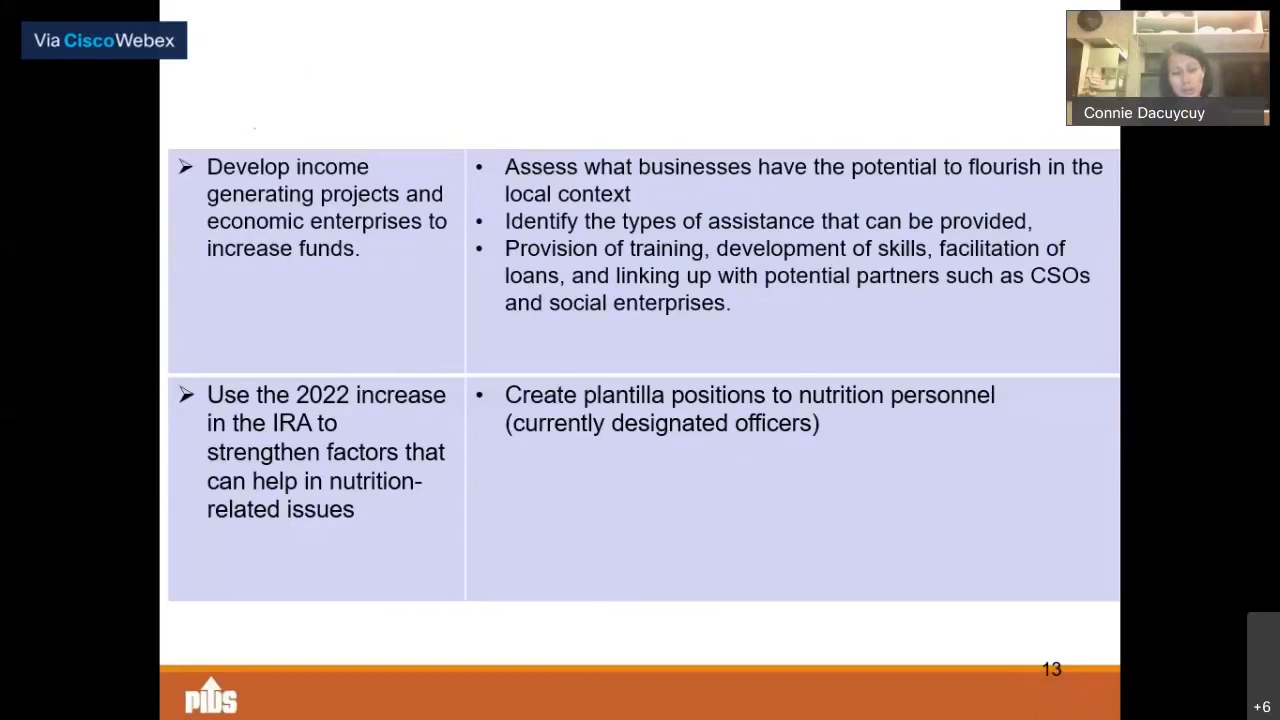 Via CiscoWebex
Connie Dacuycuy
➢ Develop income
generating projects and
economic enterprises to
increase funds.
• Assess what businesses have the potential to flourish in the
local context
• Identify the types of assistance that can be provided,
• Provision of training, development of skills, facilitation of
loans, and linking up with potential partners such as CSOs
and social enterprises.
➢ Use the 2022 increase
in the IRA to
strengthen factors that
can help in nutrition-
related issues
• Create plantilla positions to nutrition personnel
(currently designated officers)
13
PIDS
+6